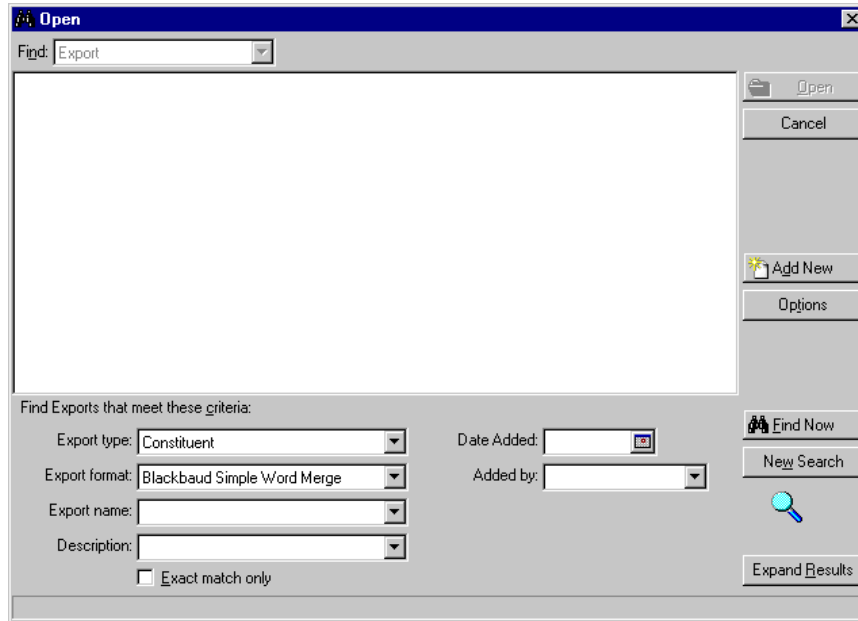 Open
Find: Export
Open
Cancel
Add New
Options
Find Exports that meet these criteria:
Export type: Constituent
Date Added:
Find Now
Export format: Blackbaud Simple Word Merge
Added by:
New Search
Export name:
Description:
Exact match only
Expand Results